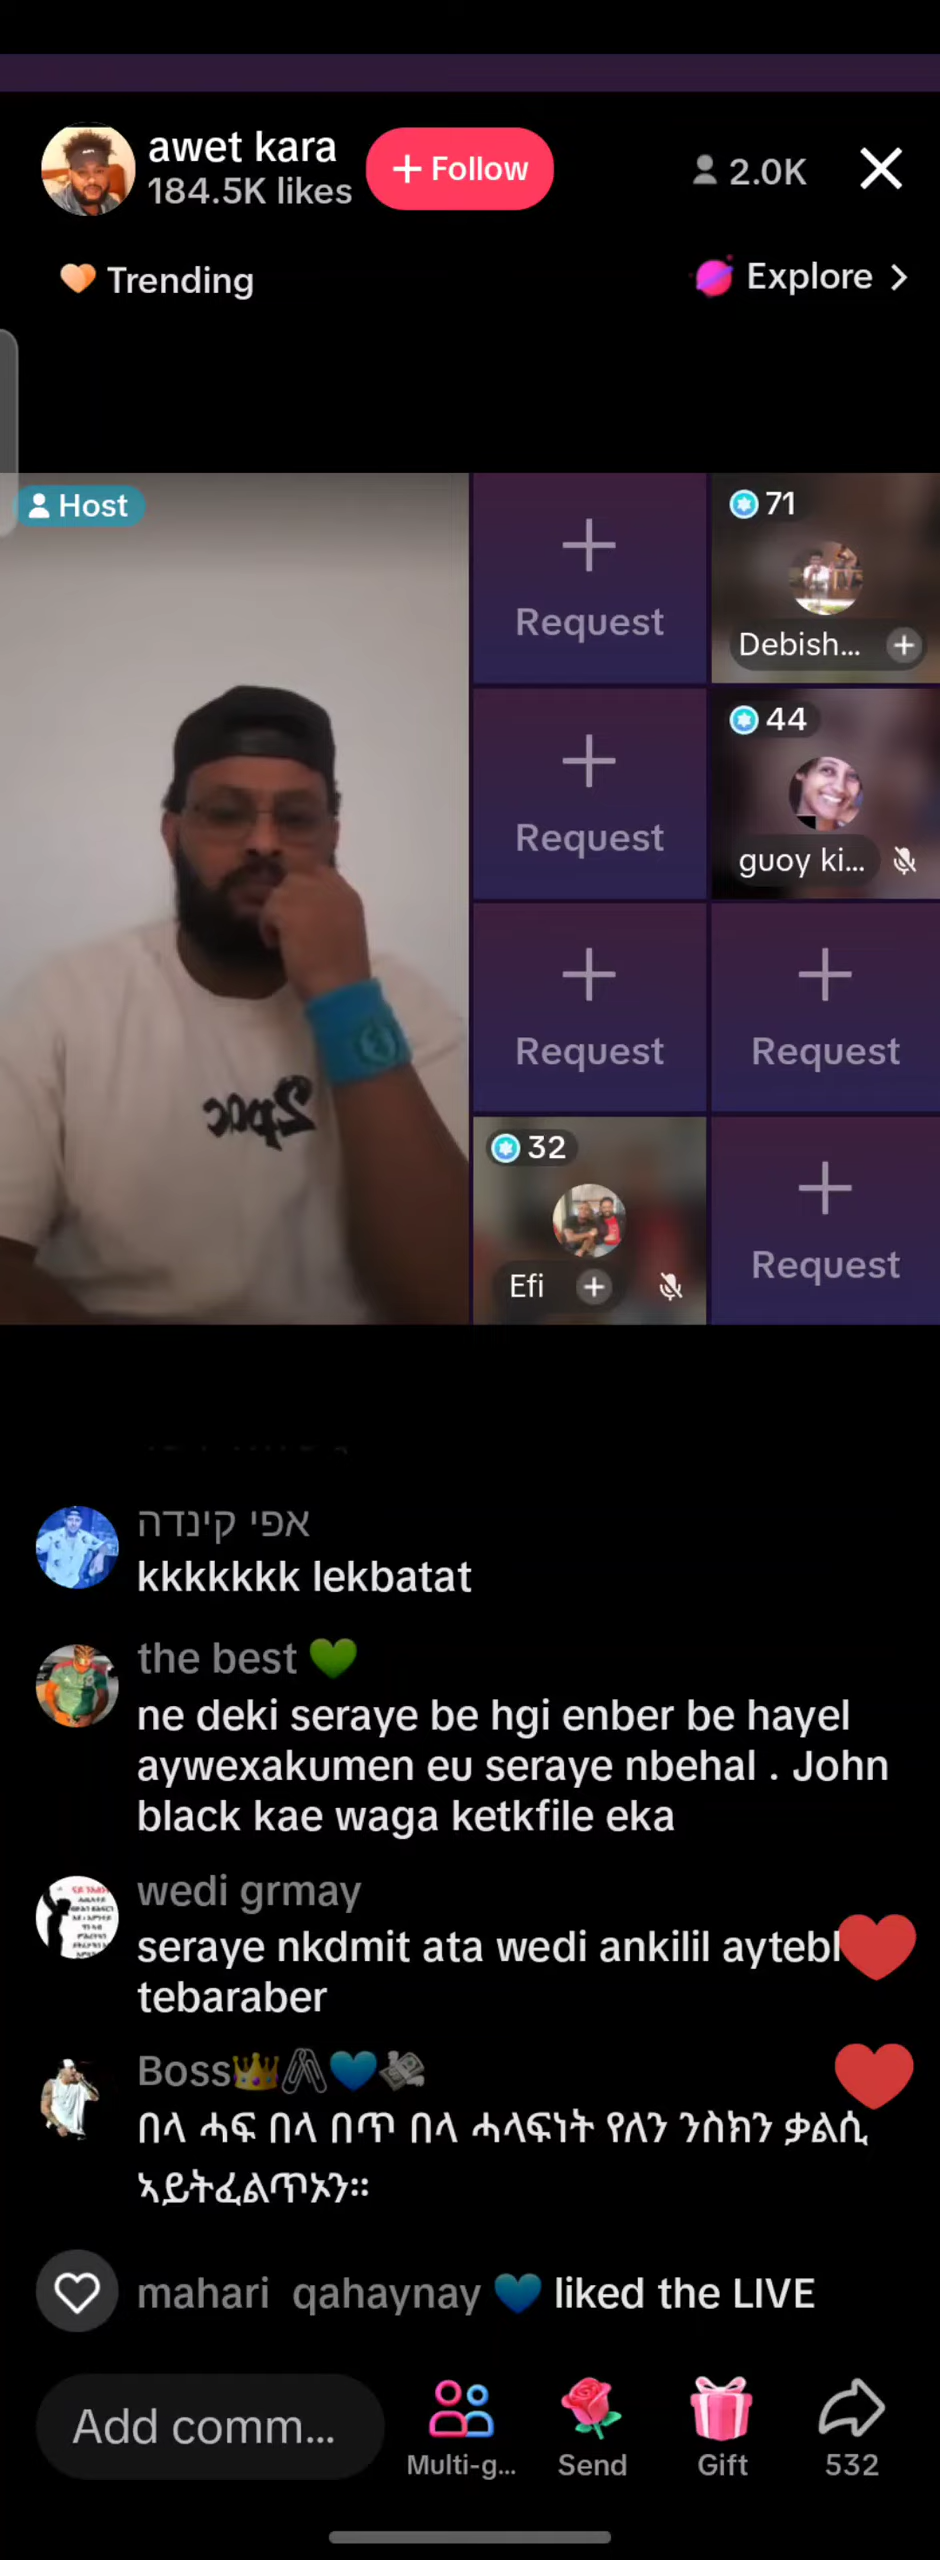 awet kara
184.5K likes
+ Follow
2.0K
Trending
Explore
Host
Request
71
Debish...
Request
44
guoy ki...
Request
Request
32
Efi
Request
אפי קינדה
kkkkkkk lekbatat
the best 💚
ne deki seraye be hgi enber be hayel
aywexakumen eu seraye nbehal . John
black kae waga ketkfile eka
wedi grmay
seraye nkdmit ata wedi ankilil aytebl
tebaraber
Boss👑🖇💙💸
በላ ሓፍ በላ በጥ በላ ሓላፍነት የለን ንስክን ቃልሲ
ኣይትፈልጥኦን።
mahari qahaynay 💙 liked the LIVE
Add comm...
Multi-g...
Send
Gift
532